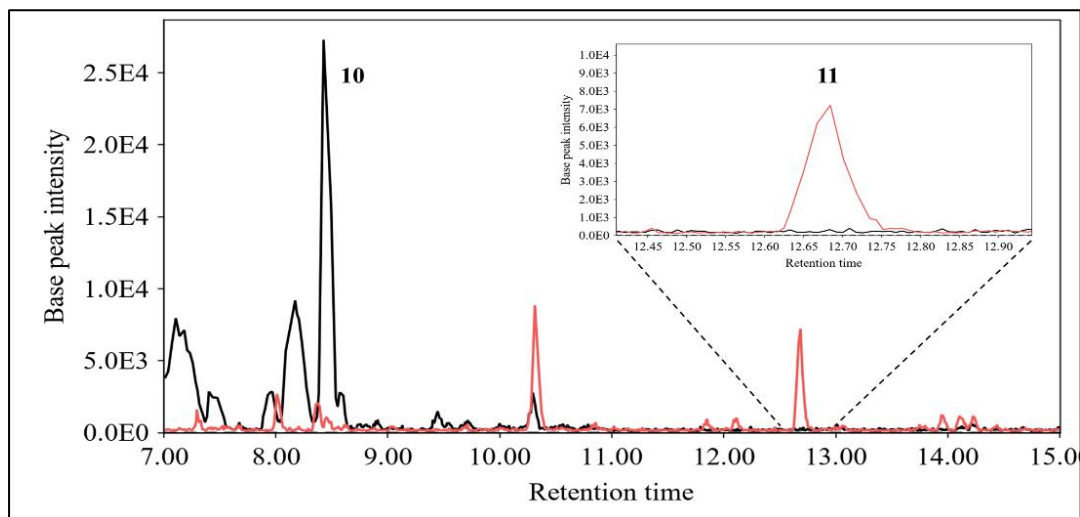 2.5E4
2.0E4
1.5E4
1.0E4
5.0E3
0.0E0
Base peak intensity
10
7.00 8.00 9.00 10.00 11.00 12.00 13.00 14.00 15.00
Retention time
11
1.0E4
9.0E3
8.0E3
7.0E3
6.0E3
5.0E3
4.0E3
3.0E3
2.0E3
1.0E3
0.0E0
Base peak intensity
12.45 12.50 12.55 12.60 12.65 12.70 12.75 12.80 12.85 12.90
Retention time